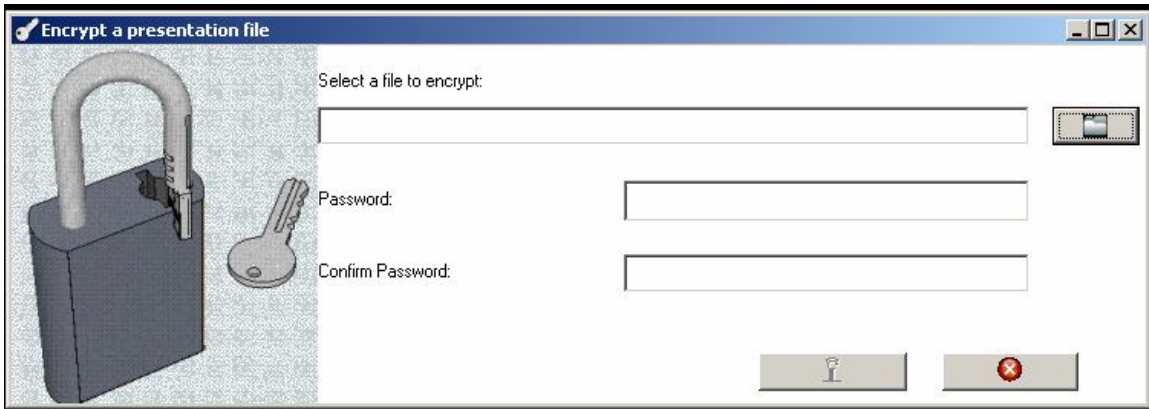 Encrypt a presentation file
Select a file to encrypt:
Password:
Confirm Password: